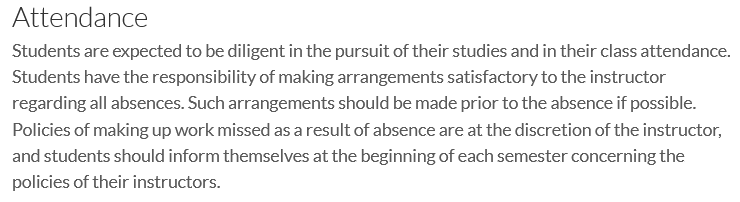 Attendance
Students are expected to be diligent in the pursuit of their studies and in their class attendance.
Students have the responsibility of making arrangements satisfactory to the instructor
regarding all absences. Such arrangements should be made prior to the absence if possible.
Policies of making up work missed as a result of absence are at the discretion of the instructor,
and students should inform themselves at the beginning of each semester concerning the
policies of their instructors.